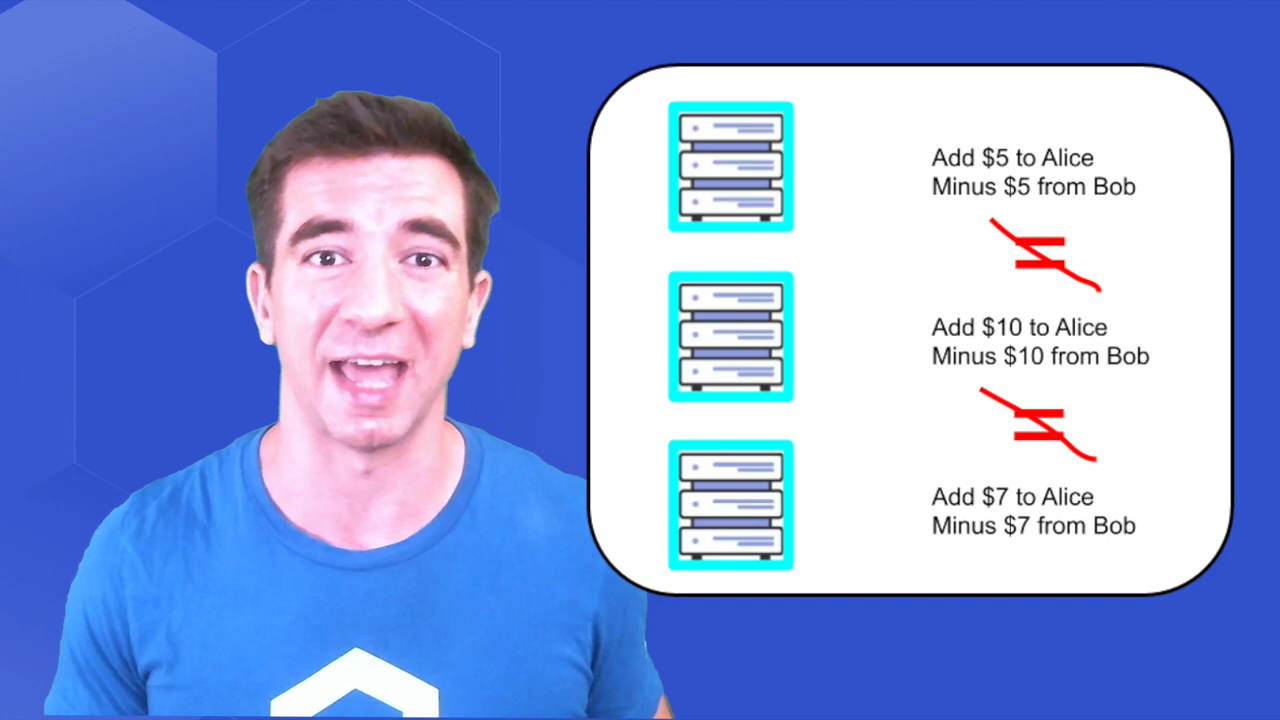 Add $5 to Alice
Minus $5 from Bob
Add $10 to Alice
Minus $10 from Bob
Add $7 to Alice
Minus $7 from Bob